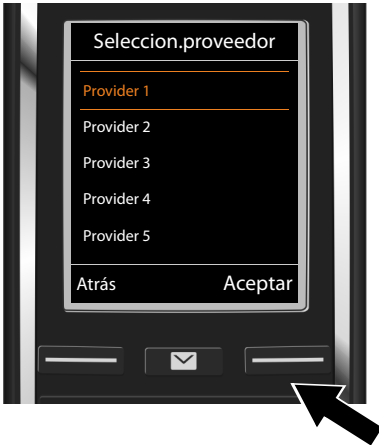 Seleccion.proveedor
Provider 1
Provider 2
Provider 3
Provider 4
Provider 5
Atrás Aceptar